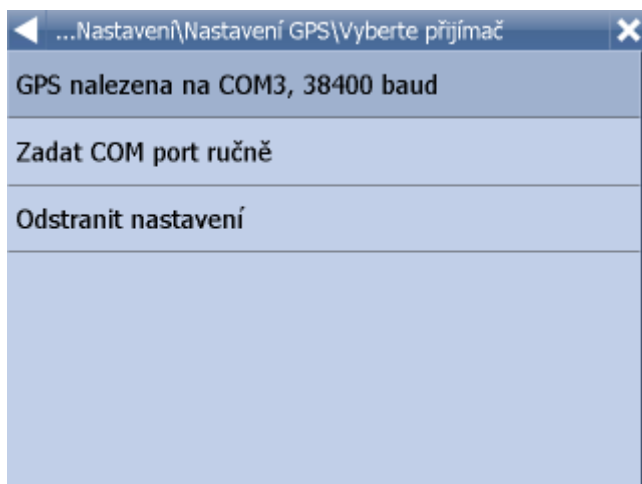 ...Nastavení\Nastavení GPS\Vyberte přijímač
GPS nalezena na COM3, 38400 baud
Zadat COM port ručně
Odstranit nastavení